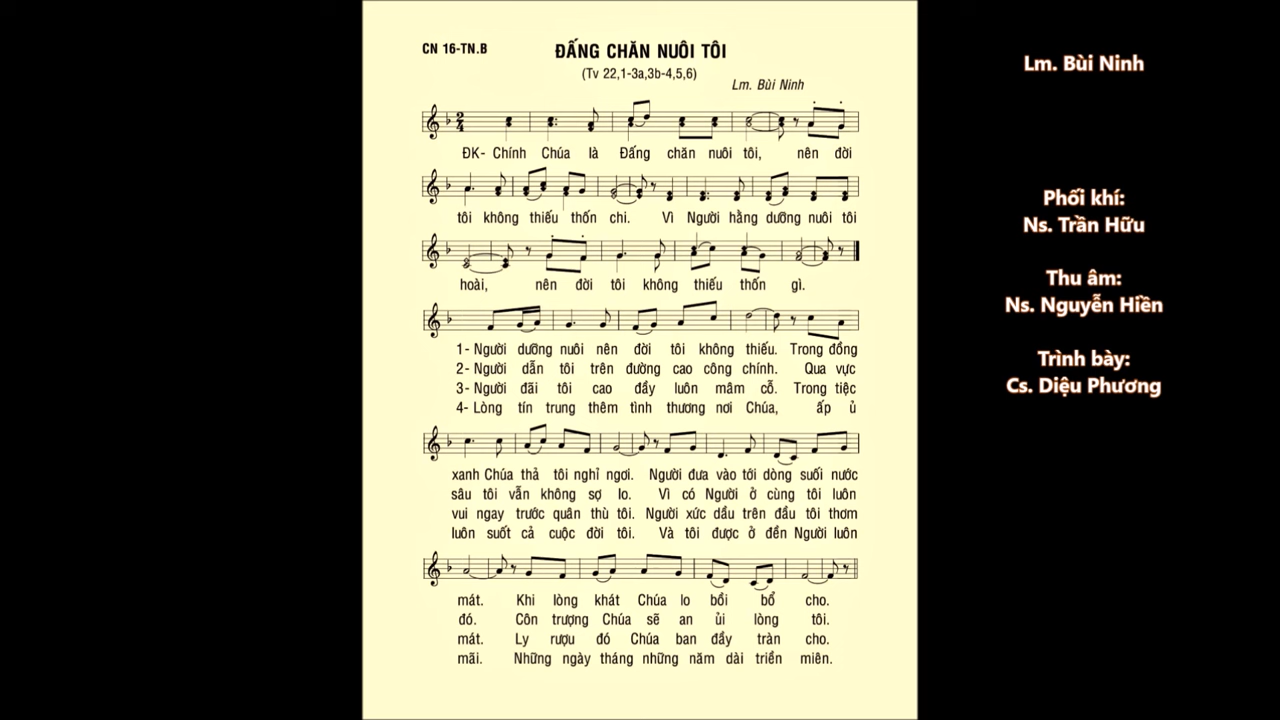 CN 16-TN.B
ĐẤNG CHĂN NUÔI TÔI
(Tv 22,1-3a,3b-4,5,6)
Lm. Bùi Ninh
2
4
ĐK- Chính Chúa là Đấng chăn nuôi tôi, nên đời
tôi không thiếu thốn chi. Vì Người hằng dưỡng nuôi tôi
hoài, nên đời tôi không thiếu thốn gì.
1- Người dưỡng nuôi nên đời tôi không thiếu. Trong đồng
2- Người dẫn tôi trên đường cao công chính. Qua vực
3- Người đãi tôi cao đầy luôn mâm cỗ. Trong tiệc
4- Lòng tín trung thêm tình thương nơi Chúa, ấp ủ
xanh Chúa thả tôi nghỉ ngơi. Người đưa vào tới dòng suối nước
sâu tôi vẫn không sợ lo. Vì có Người ở cùng tôi luôn
vui ngay trước quân thù tôi. Người xức dầu trên đầu tôi thơm
luôn suốt cả cuộc đời tôi. Và tôi được ở đền Người luôn
mát. Khi lòng khát Chúa lo bồi bổ cho.
đó. Côn trượng Chúa sẽ an ủi lòng tôi.
mát. Ly rượu đó Chúa ban đầy tràn cho.
mãi. Những ngày tháng những năm dài triền miên.
Lm. Bùi Ninh
Phối khí:
Ns. Trần Hữu
Thu âm:
Ns. Nguyễn Hiền
Trình bày:
Cs. Diệu Phương